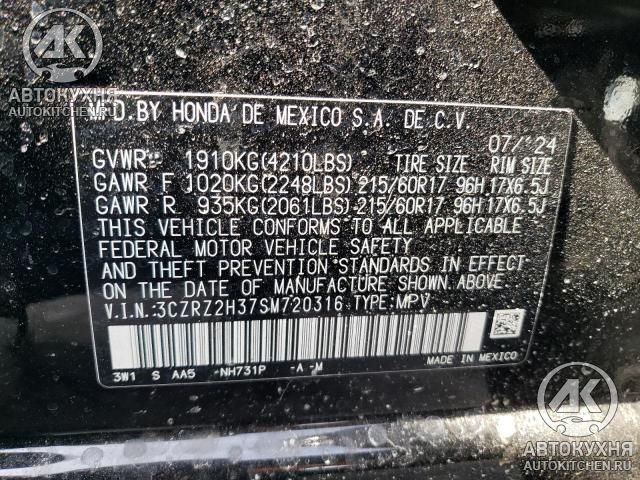 AK
АВТОКУХНЯ
AUTOKITCHEN.RU
MFD. BY HONDA DE MEXICO S.A. DE C.V.
07/24
GVWR: 1910KG(4210LBS) TIRE SIZE RIM SIZE
GAWR F 1020KG(2248LBS) 215/60R17 96H 17X6.5J
GAWR R 935KG(2061LBS) 215/60R17 96H 17X6.5J
THIS VEHICLE CONFORMS TO ALL APPLICABLE
FEDERAL MOTOR VEHICLE SAFETY
AND THEFT PREVENTION STANDARDS IN EFFECT
ON THE DATE OF MANUFACTURE SHOWN ABOVE
V.I.N.:3CZRZ2H37SM720316 TYPE:MPV
MADE IN MEXICO
3W1 S AA5 -NH731P -A -M
AK
АВТОКУХНЯ
AUTOKITCHEN.RU